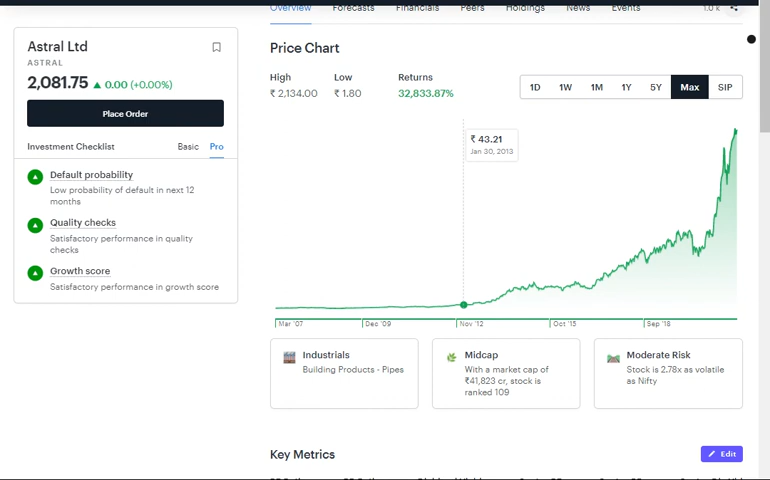 Overview Forecasts Financials Peers Holdings News Events 1.0 k
Astral Ltd
ASTRAL
2,081.75 ▲ 0.00 (+0.00%)
Place Order
Investment Checklist Basic Pro
Default probability
Low probability of default in next 12
months
Quality checks
Satisfactory performance in quality
checks
Growth score
Satisfactory performance in growth score
Price Chart
High Low Returns
₹ 2,134.00 ₹ 1.80 32,833.87%
1D 1W 1M 1Y 5Y Max SIP
₹ 43.21
Jan 30, 2013
Mar '07 Dec '09 Nov '12 Oct '15 Sep '18
Industrials
Building Products - Pipes
Midcap
With a market cap of
₹41,823 cr, stock is
ranked 109
Moderate Risk
Stock is 2.78x as volatile
as Nifty
Key Metrics
Edit